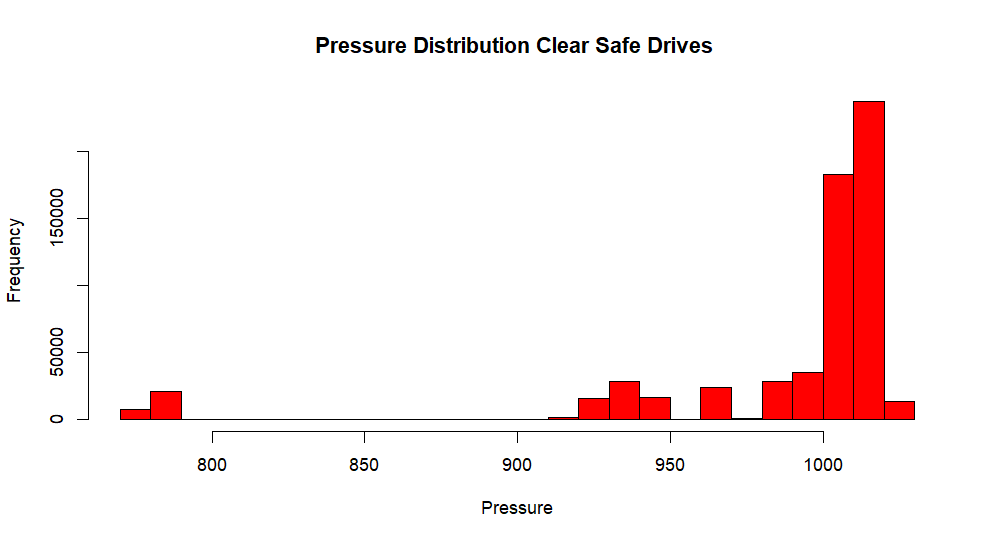 Pressure Distribution Clear Safe Drives
Frequency
150000
50000
0
800 850 900 950 1000
Pressure